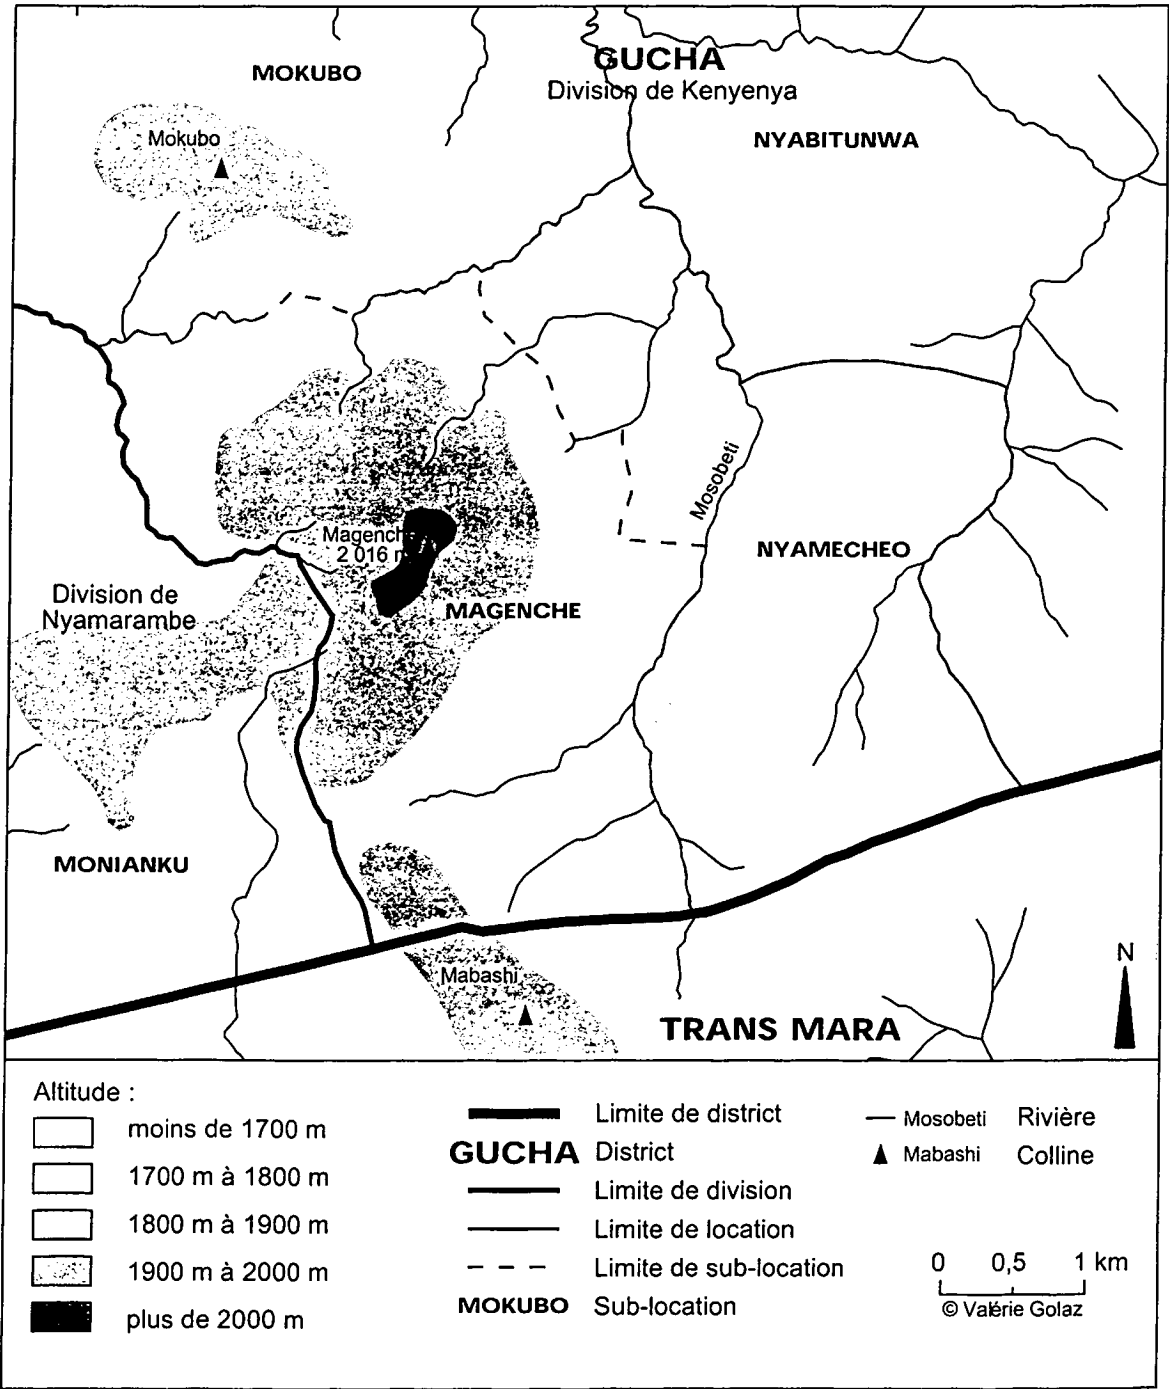 GUCHA
MOKUBO
Division de Kenyenya
Mokubo
NYABITUNWA
Mosobeti
Magench
2 016 m
NYAMECHEO
Division de
Nyamarambe
MAGENCHE
MONIANKU
Mabashi
N
TRANS MARA
Altitude :
moins de 1700 m
1700 m à 1800 m
1800 m à 1900 m
1900 m à 2000 m
plus de 2000 m
Limite de district
GUCHA District
Limite de division
Limite de location
Limite de sub-location
MOKUBO Sub-location
Mosobeti Rivière
Mabashi Colline
0 0,5 1 km
© Valérie Golaz